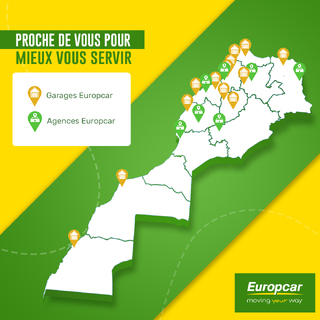 PROCHE DE VOUS POUR
MIEUX VOUS SERVIR
Garages Europcar
Agences Europcar
Europcar
moving your way